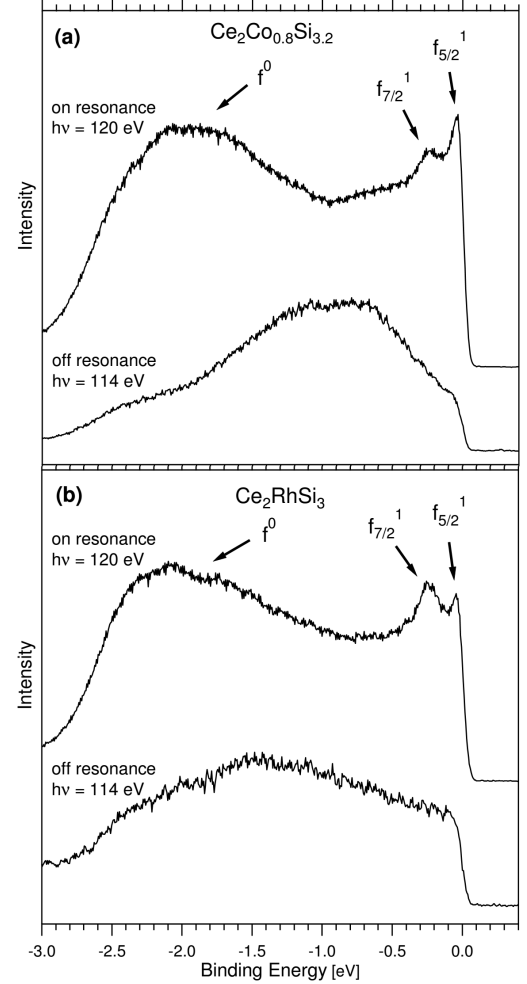 (a)
Ce₂Co₀.₈Si₃.₂
f⁰
f₇/₂¹
f₅/₂¹
on resonance
hν = 120 eV
Intensity
off resonance
hν = 114 eV
(b)
Ce₂RhSi₃
f⁰
f₇/₂¹
f₅/₂¹
on resonance
hν = 120 eV
Intensity
off resonance
hν = 114 eV
-3.0 -2.5 -2.0 -1.5 -1.0 -0.5 0.0
Binding Energy [eV]